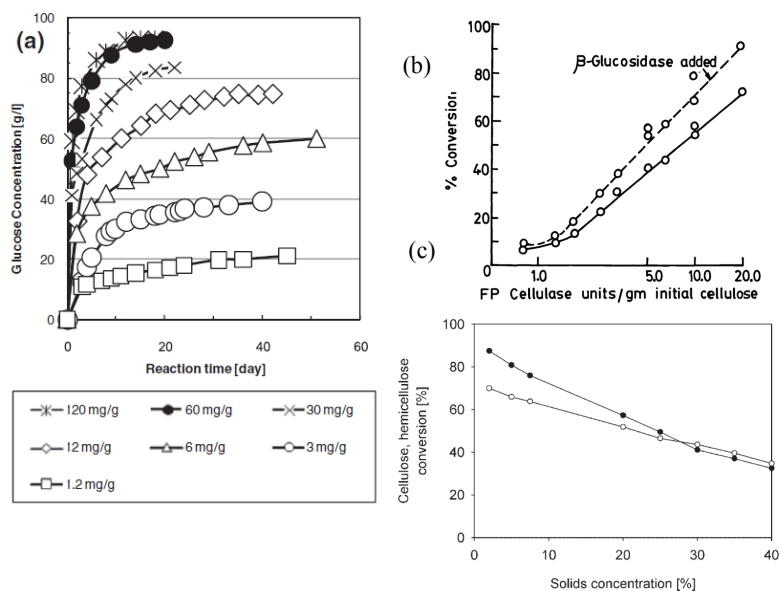 (a)
Glucose Concentration [g/l]
100
80
60
40
20
0
0
20
40
60
Reaction time [day]
120 mg/g
60 mg/g
30 mg/g
12 mg/g
6 mg/g
3 mg/g
1.2 mg/g
(b)
% Conversion
100
80
60
40
20
0
β-Glucosidase added
1.0
5.0
10.0
20.0
FP Cellulase units/gm initial cellulose
(c)
Cellulose, hemicellulose
conversion [%]
100
80
60
40
20
0
0
10
20
30
40
Solids concentration [%]